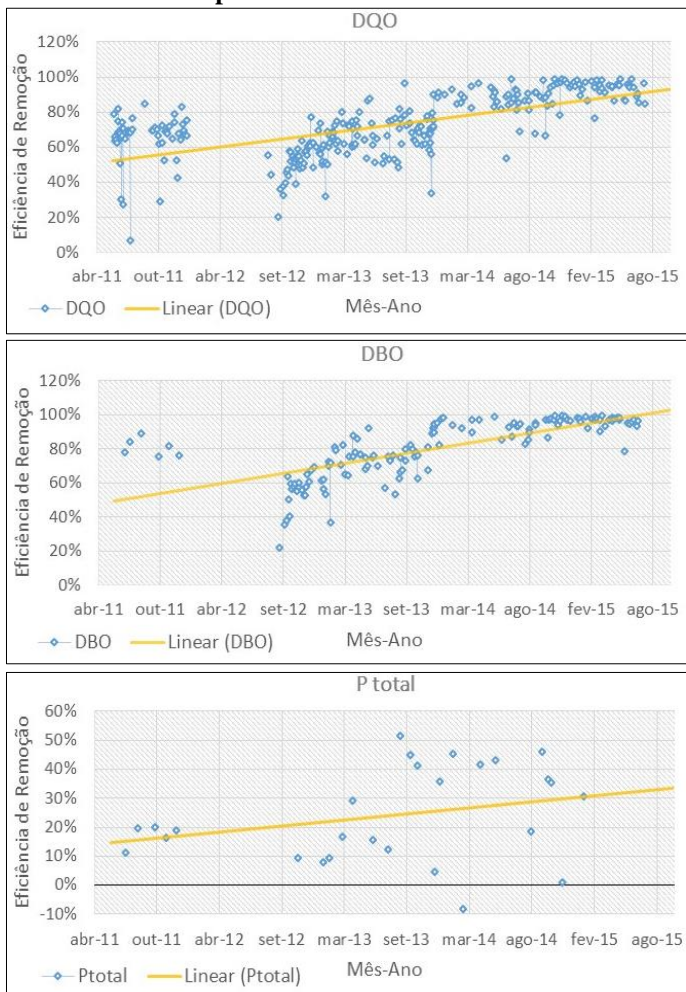 DQO
120%
100%
80%
60%
40%
20%
0%
Eficiência de Remoção
abr-11 out-11 abr-12 set-12 mar-13 set-13 mar-14 ago-14 fev-15 ago-15
Mês-Ano
DQO Linear (DQO)
DBO
120%
100%
80%
60%
40%
20%
0%
Eficiência de Remoção
abr-11 out-11 abr-12 set-12 mar-13 set-13 mar-14 ago-14 fev-15 ago-15
Mês-Ano
DBO Linear (DBO)
P total
60%
50%
40%
30%
20%
10%
0%
-10%
Eficiência de Remoção
abr-11 out-11 abr-12 set-12 mar-13 set-13 mar-14 ago-14 fev-15 ago-15
Mês-Ano
Ptotal Linear (Ptotal)